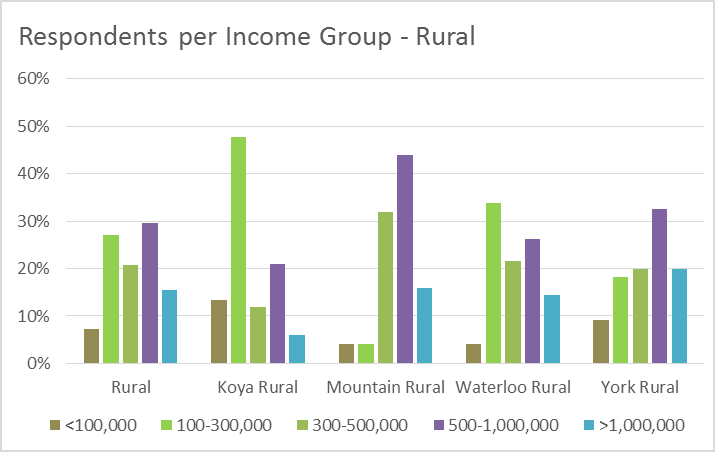 Respondents per Income Group - Rural
60%
50%
40%
30%
20%
10%
0%
Rural Koya Rural Mountain Rural Waterloo Rural York Rural
<100,000 100-300,000 300-500,000 500-1,000,000 >1,000,000